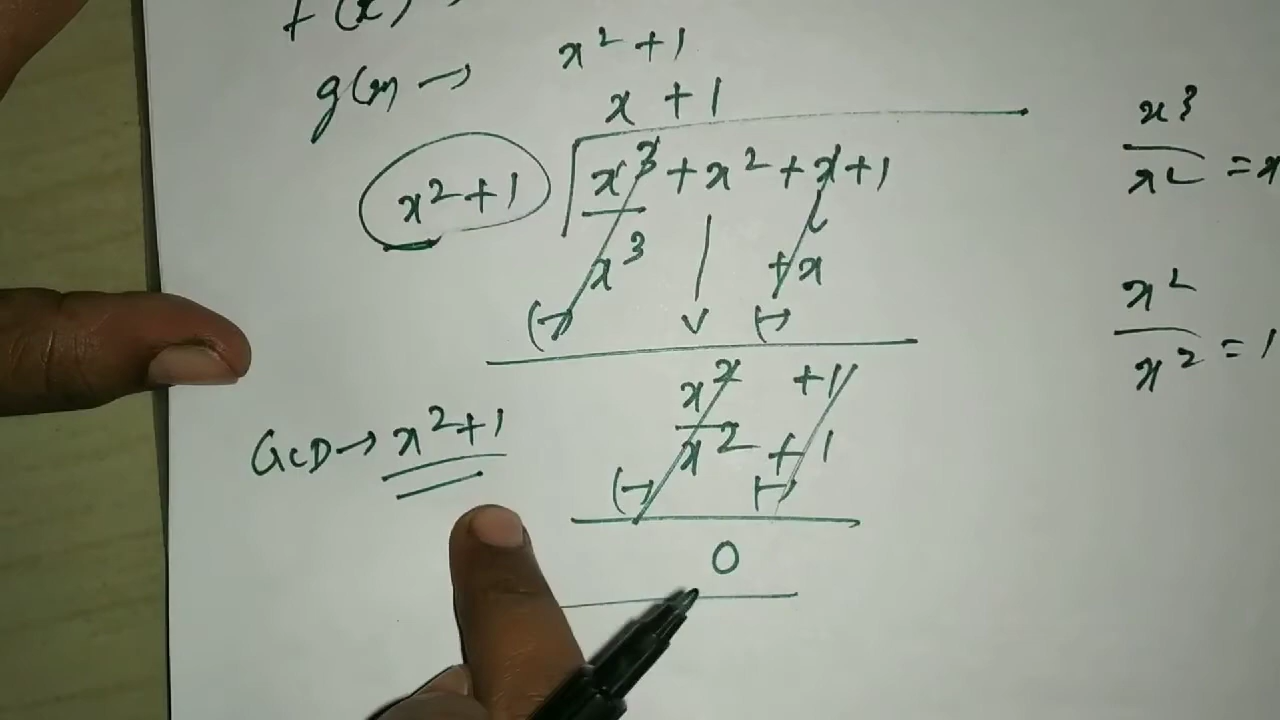 f(x)
g(x) → x² + 1
x + 1
x² + 1 x³ + x² + x + 1
x³ + x
(-) (-)
x² + 1
x² + 1
(-) (-)
0
GCD → x² + 1
x³/x² = x
x²/x² = 1